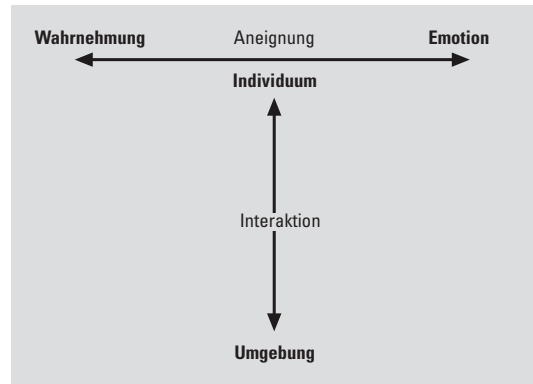 Wahrnehmung Aneignung Emotion
Individuum
Interaktion
Umgebung